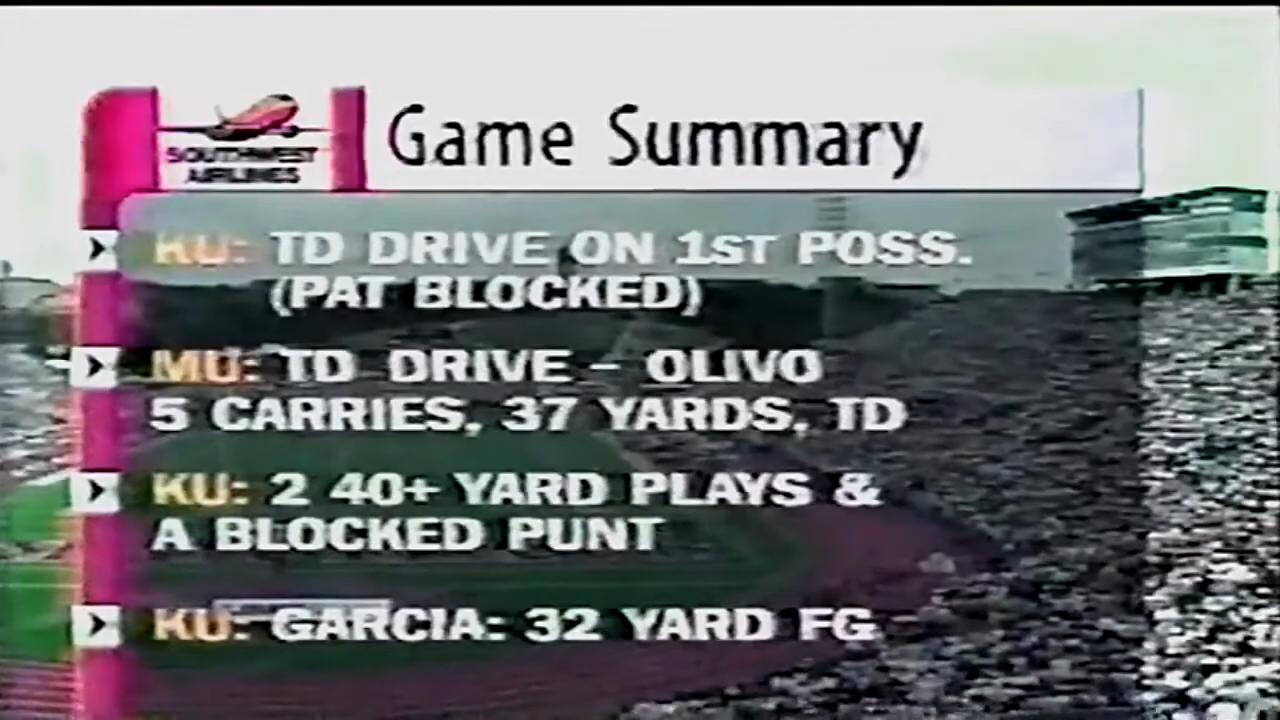 SOUTHWEST
AIRLINES
Game Summary
KU: TD DRIVE ON 1ST POSS.
(PAT BLOCKED)
MU: TD DRIVE – OLIVO
5 CARRIES, 37 YARDS, TD
KU: 2 40+ YARD PLAYS &
A BLOCKED PUNT
KU: GARCIA: 32 YARD FG